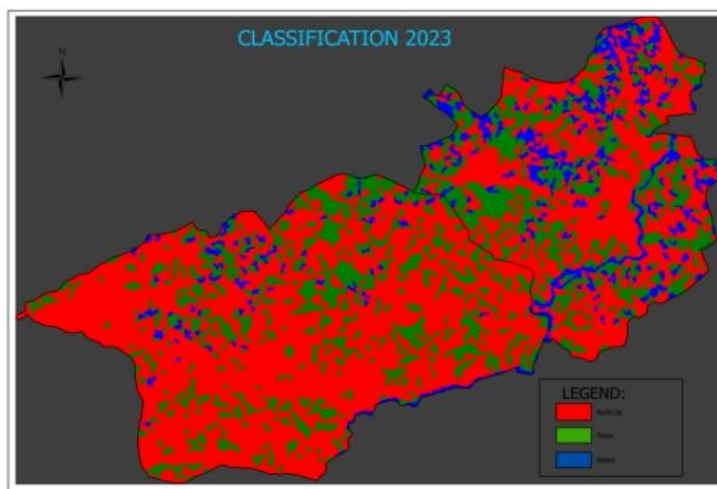 CLASSIFICATION 2023
N
LEGEND:
Built-Up
Trees
Water